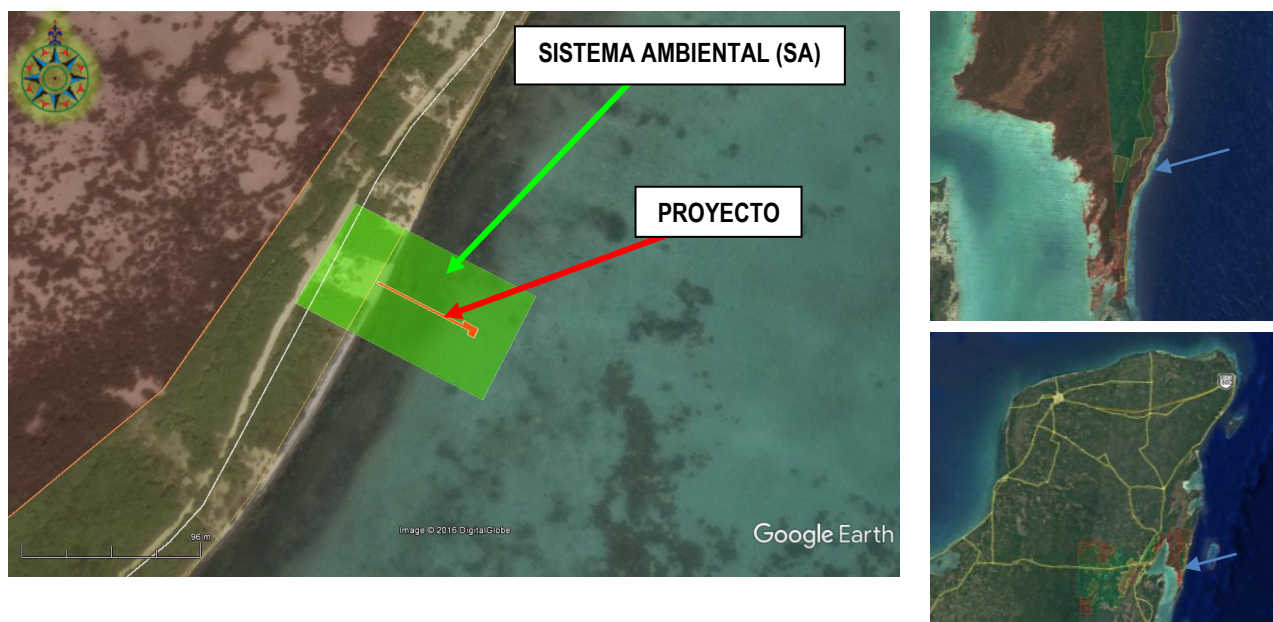 SISTEMA AMBIENTAL (SA)
PROYECTO
96 m
Image © 2016 DigitalGlobe
Google Earth